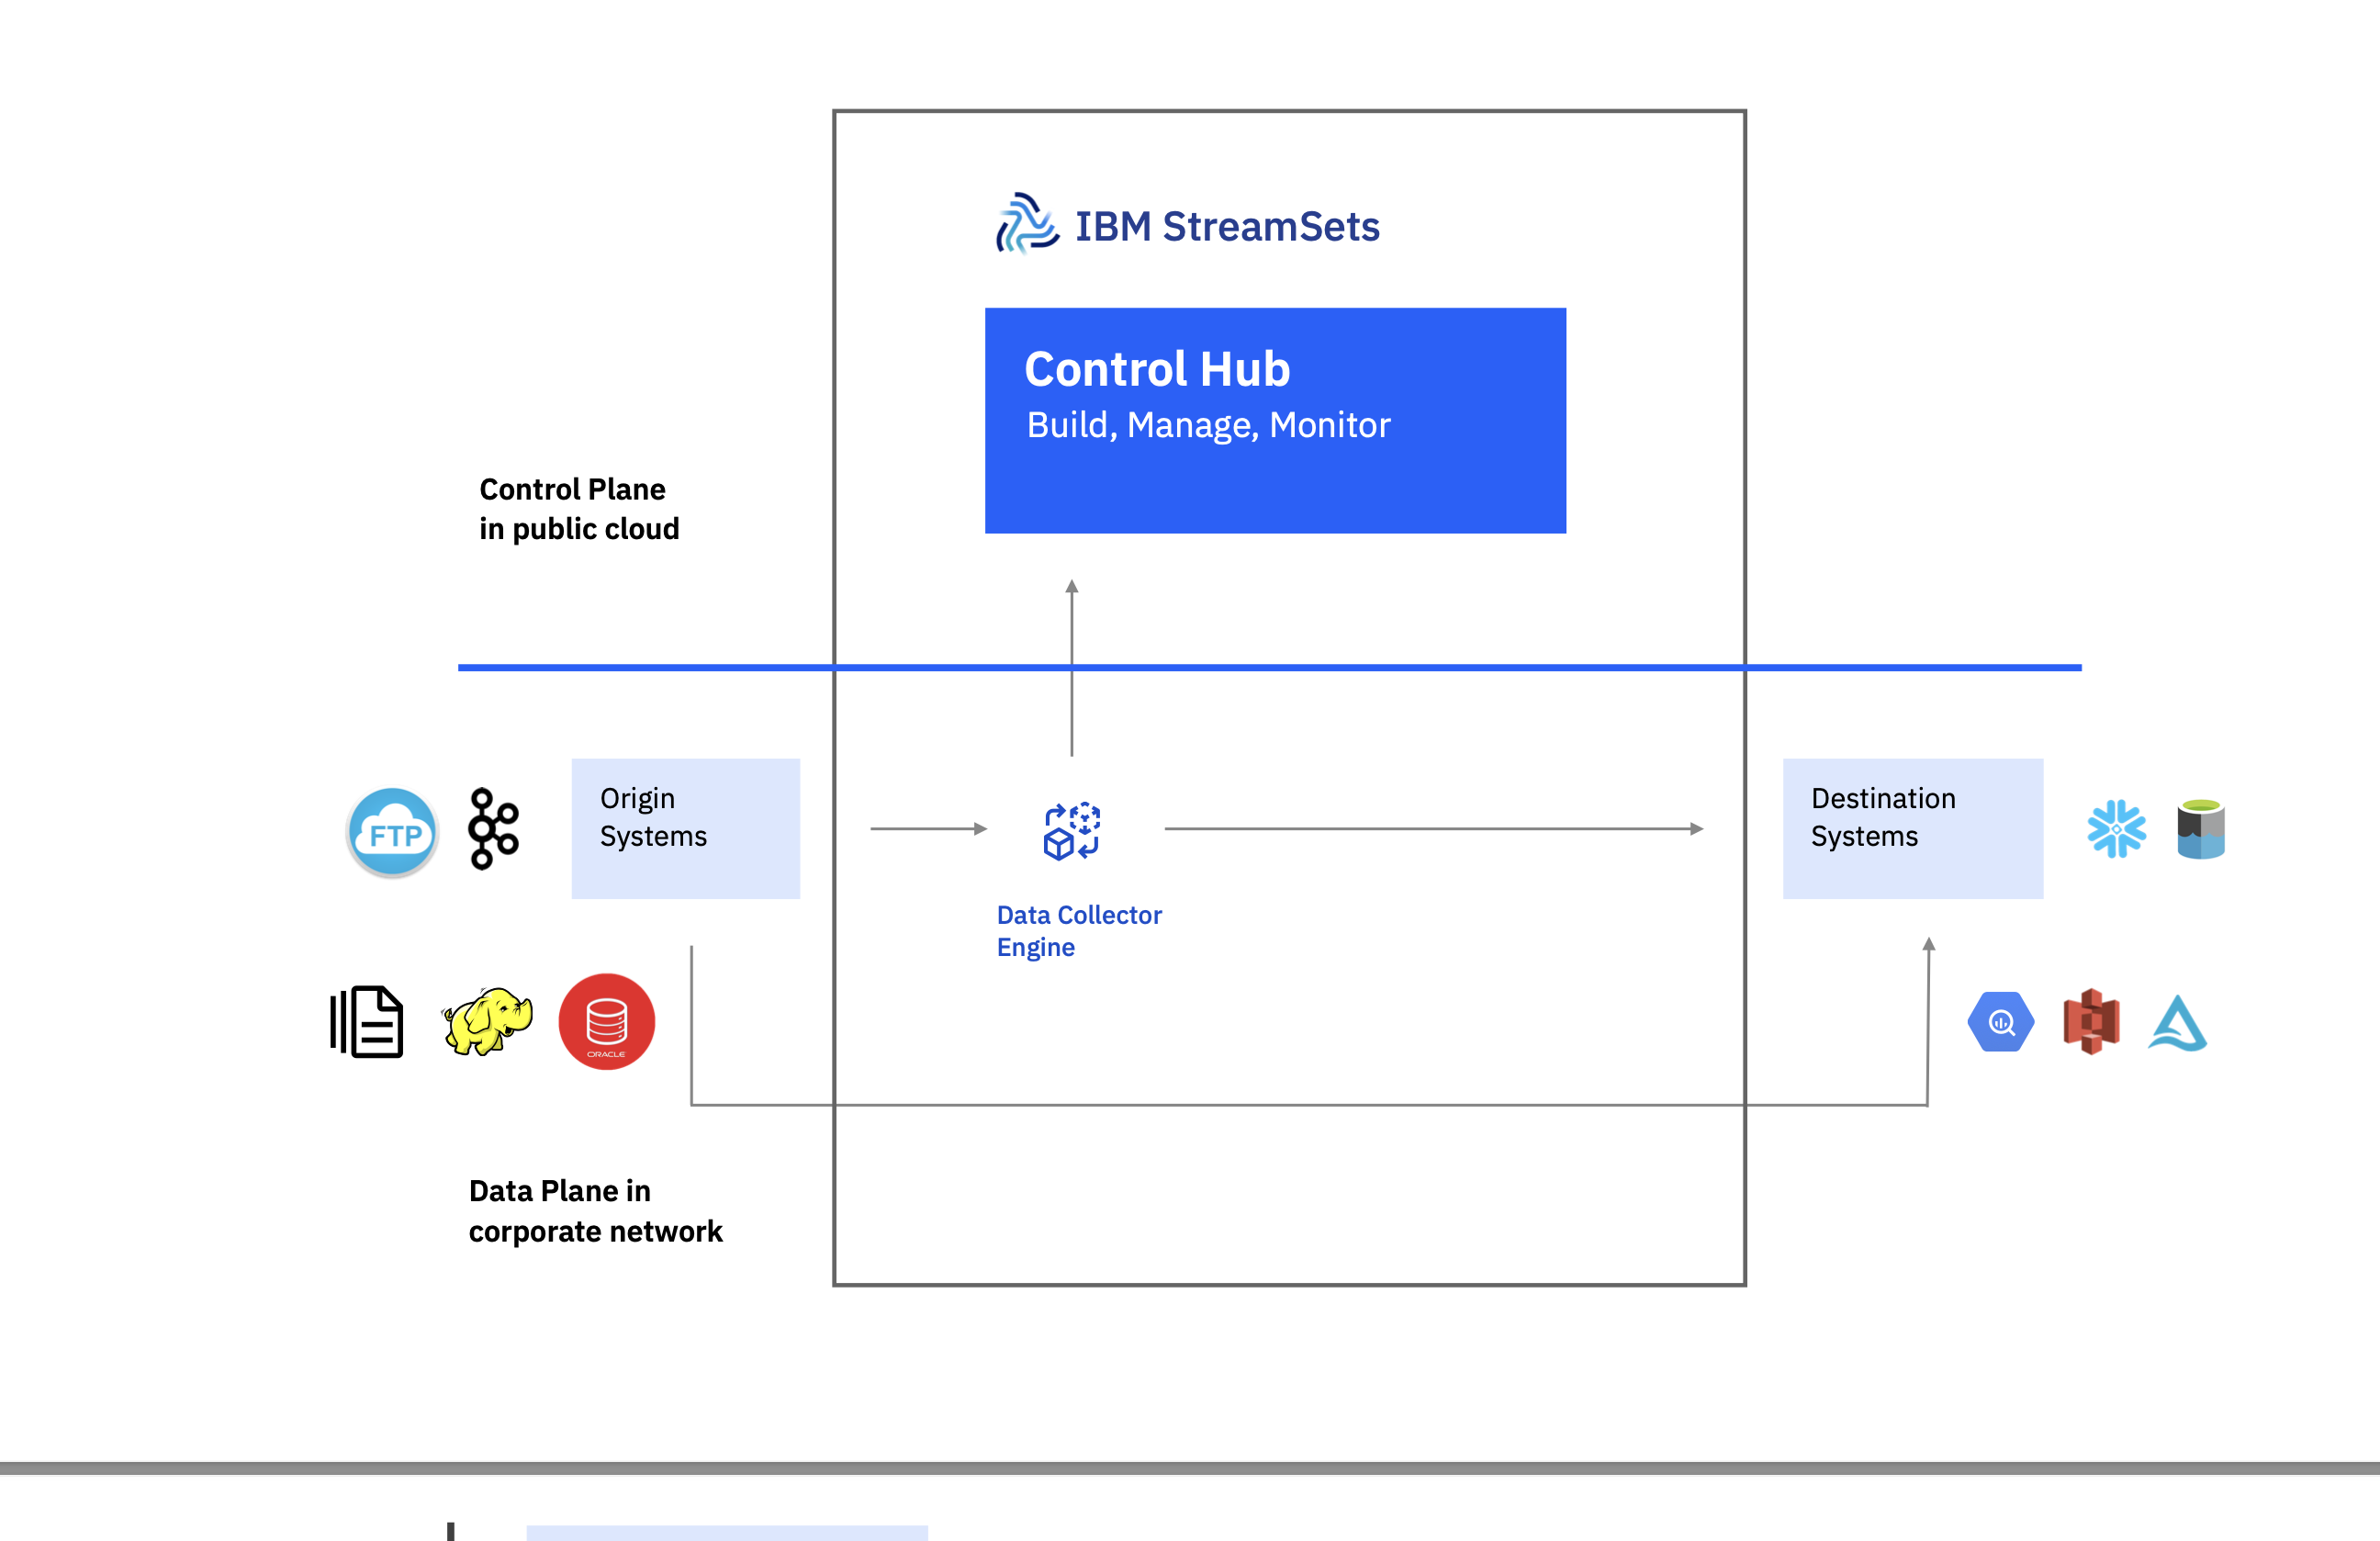 IBM StreamSets
Control Hub
Build, Manage, Monitor
Control Plane
in public cloud
FTP
Origin
Systems
Data Collector
Engine
Destination
Systems
ORACLE
Data Plane in
corporate network